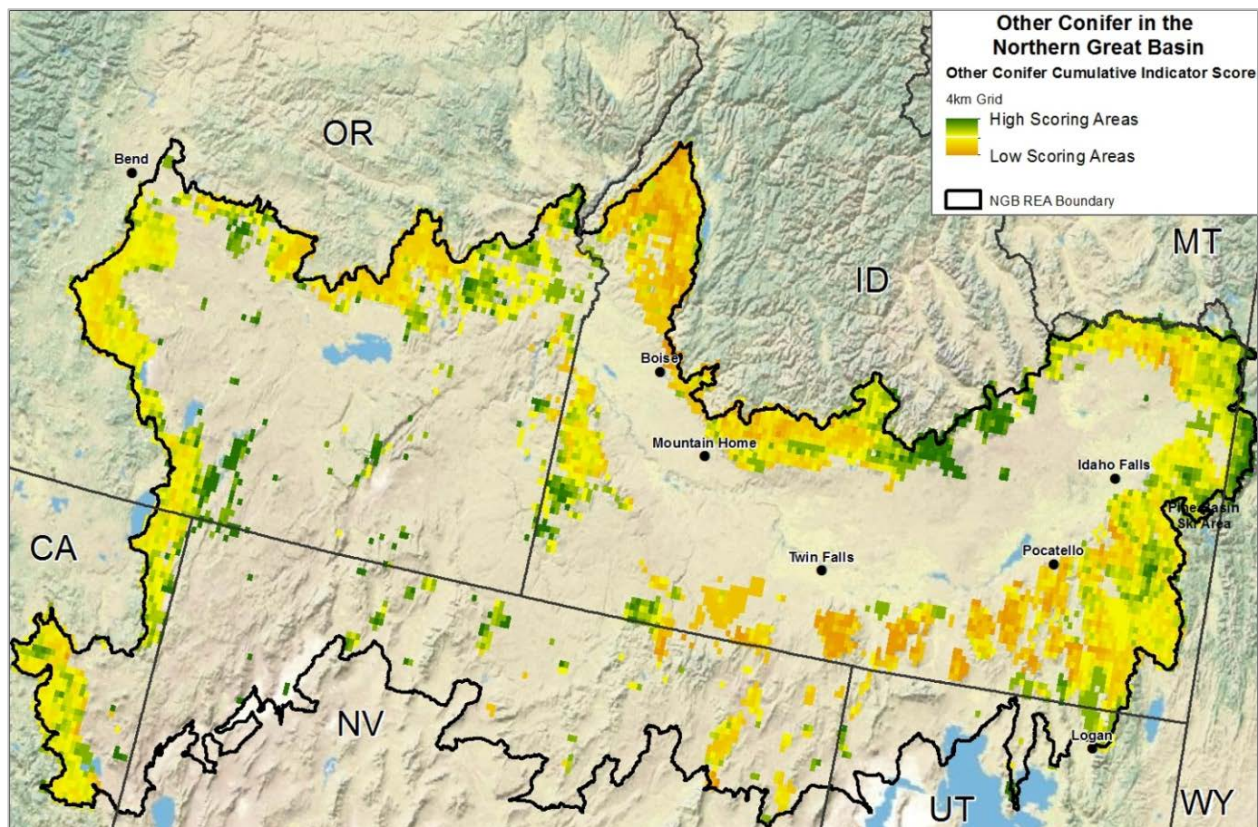 Other Conifer in the
Northern Great Basin
Other Conifer Cumulative Indicator Score
4km Grid
High Scoring Areas
Low Scoring Areas
NGB REA Boundary
OR
Bend
MT
ID
Boise
Mountain Home
Idaho Falls
Pine Basin
Ski Area
CA
Twin Falls
Pocatello
NV
Logan
UT
WY